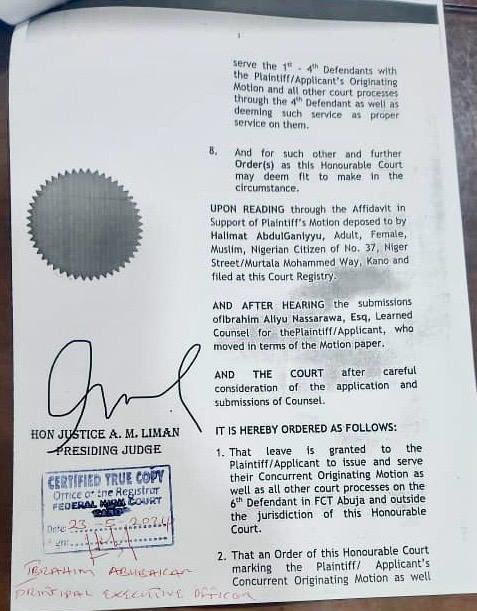 serve the 1st - 4th Defendants with
the Plaintiff/Applicant's Originating
Motion and all other court processes
through the 4th Defendant as well as
deeming such service as proper
service on them.
8. And for such other and further
Order(s) as this Honourable Court
may deem fit to make in the
circumstance.
UPON READING through the Affidavit in
Support of Plaintiff's Motion deposed to by
Halimat AbdulGaniyyu, Adult, Female,
Muslim, Nigerian Citizen of No. 37, Niger
Street/Murtala Mohammed Way, Kano and
filed at this Court Registry.
AND AFTER HEARING the submissions
ofIbrahim Aliyu Nassarawa, Esq, Learned
Counsel for thePlaintiff/Applicant, who
moved in terms of the Motion paper.
AND THE COURT after careful
consideration of the application and
submissions of Counsel.
IT IS HEREBY ORDERED AS FOLLOWS:
1. That leave is granted to the
Plaintiff/Applicant to issue and serve
their Concurrent Originating Motion as
well as all other court processes on the
6th Defendant in FCT Abuja and outside
the jurisdiction of this Honourable
Court.
2. That an Order of this Honourable Court
marking the Plaintiff/ Applicant's
Concurrent Originating Motion as well
HON JUSTICE A. M. LIMAN
PRESIDING JUDGE
CERTIFIED TRUE COPY
Office of the Registrar
FEDERAL HIGH COURT
Date: 23-5-2024
IBRAHIM ABUBAKAR
PRINCIPAL EXECUTIVE OFFICER